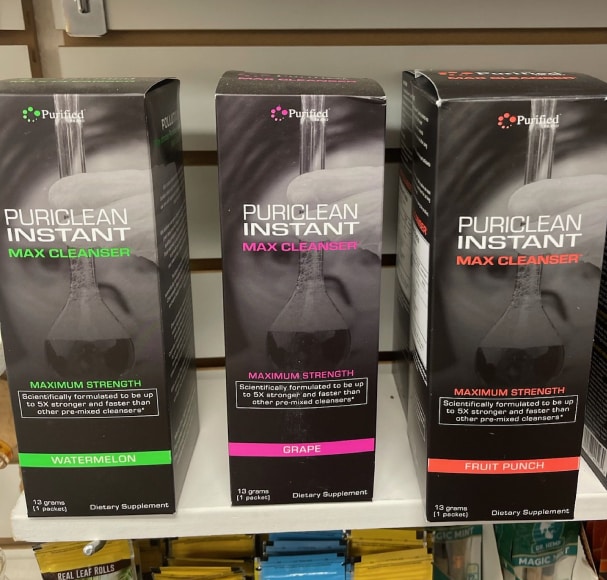 Purified
PURICLEAN
INSTANT
MAX CLEANSER
MAXIMUM STRENGTH
Scientifically formulated to be up
to 5X stronger and faster than
other pre-mixed cleansers*
WATERMELON
13 grams
(1 packet)
Dietary Supplement
Purified
PURICLEAN
INSTANT
MAX CLEANSER
MAXIMUM STRENGTH
Scientifically formulated to be up
to 5X stronger and faster than
other pre-mixed cleansers*
GRAPE
13 grams
(1 packet)
Dietary Supplement
Purified
PURICLEAN
INSTANT
MAX CLEANSER
MAXIMUM STRENGTH
Scientifically formulated to be up
to 5X stronger and faster than
other pre-mixed cleansers*
FRUIT PUNCH
13 grams
(1 packet)
Dietary Supplement
REAL LEAF ROLLS
MAGIC MINT